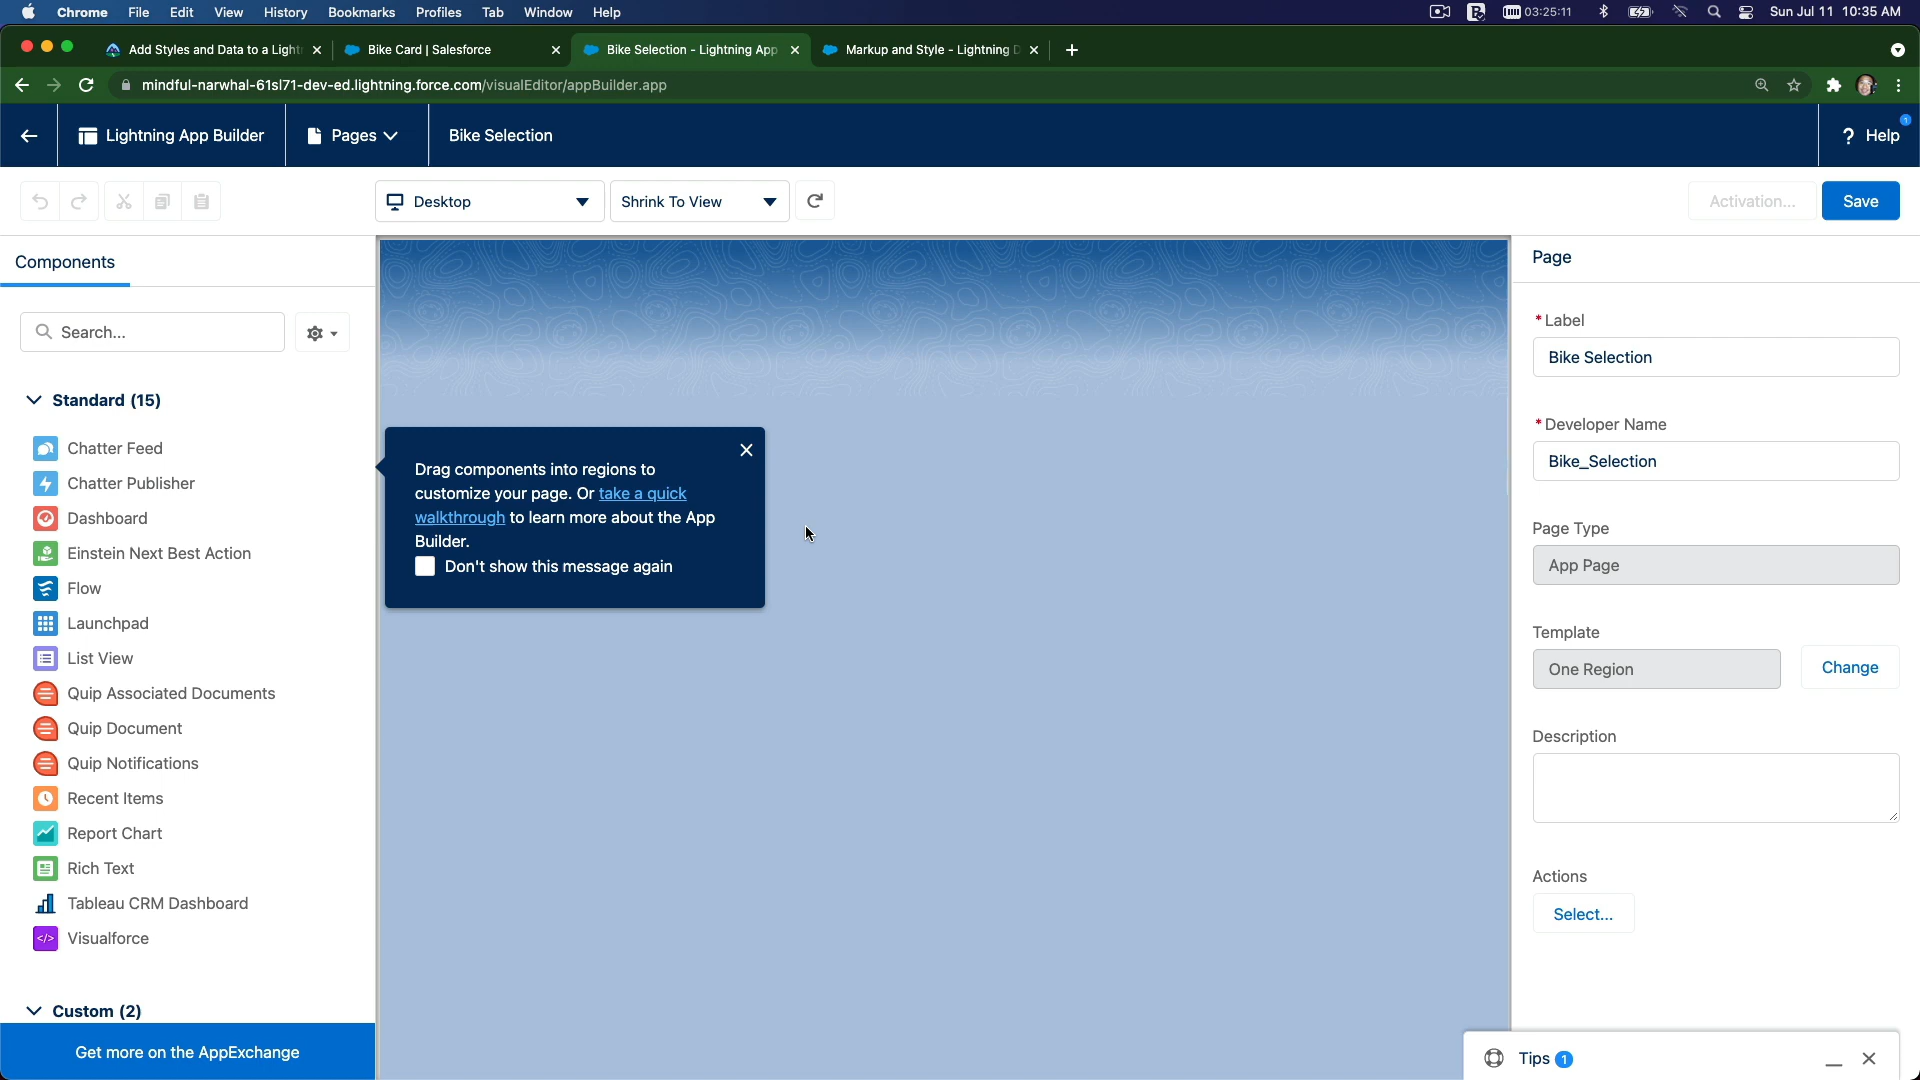 Chrome File Edit View History Bookmarks Profiles Tab Window Help 03:25:11 Sun Jul 11 10:35 AM
Add Styles and Data to a Light Bike Card | Salesforce Bike Selection - Lightning App Markup and Style - Lightning D
mindful-narwhal-61sl71-dev-ed.lightning.force.com/visualEditor/appBuilder.app
Lightning App Builder Pages Bike Selection ? Help 1
Desktop Shrink To View Activation... Save
Components
Search...
Standard (15)
Chatter Feed
Chatter Publisher
Dashboard
Einstein Next Best Action
Flow
Launchpad
List View
Quip Associated Documents
Quip Document
Quip Notifications
Recent Items
Report Chart
Rich Text
Tableau CRM Dashboard
Visualforce
Custom (2)
Get more on the AppExchange
Drag components into regions to
customize your page. Or take a quick
walkthrough to learn more about the App
Builder.
Don't show this message again
Page
* Label
Bike Selection
* Developer Name
Bike_Selection
Page Type
App Page
Template
One Region Change
Description
Actions
Select...
Tips 1